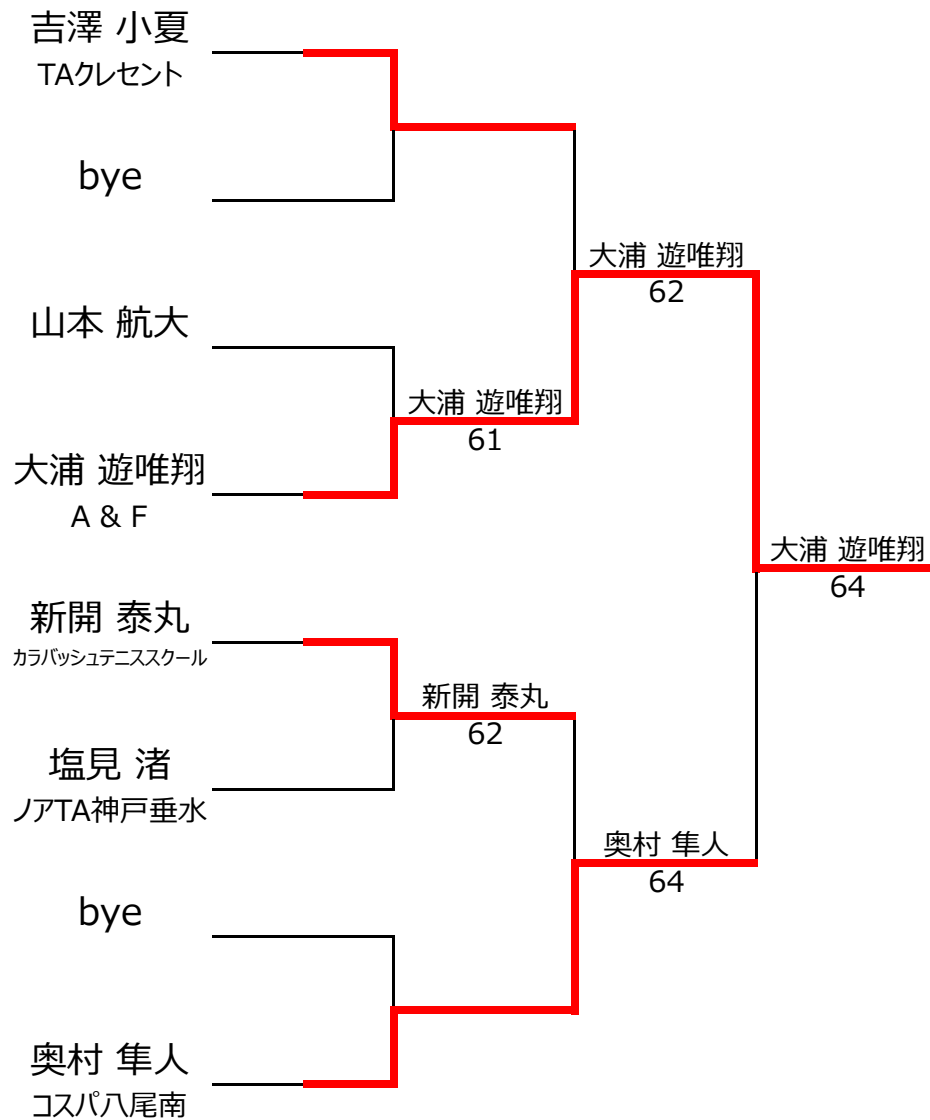 吉澤 小夏
TAクレセント
bye
大浦 遊唯翔
62
山本 航大
大浦 遊唯翔
61
大浦 遊唯翔
A & F
大浦 遊唯翔
64
新開 泰丸
カラバッシュテニススクール
新開 泰丸
62
塩見 渚
ノアTA神戸垂水
奥村 隼人
64
bye
奥村 隼人
コスパ八尾南